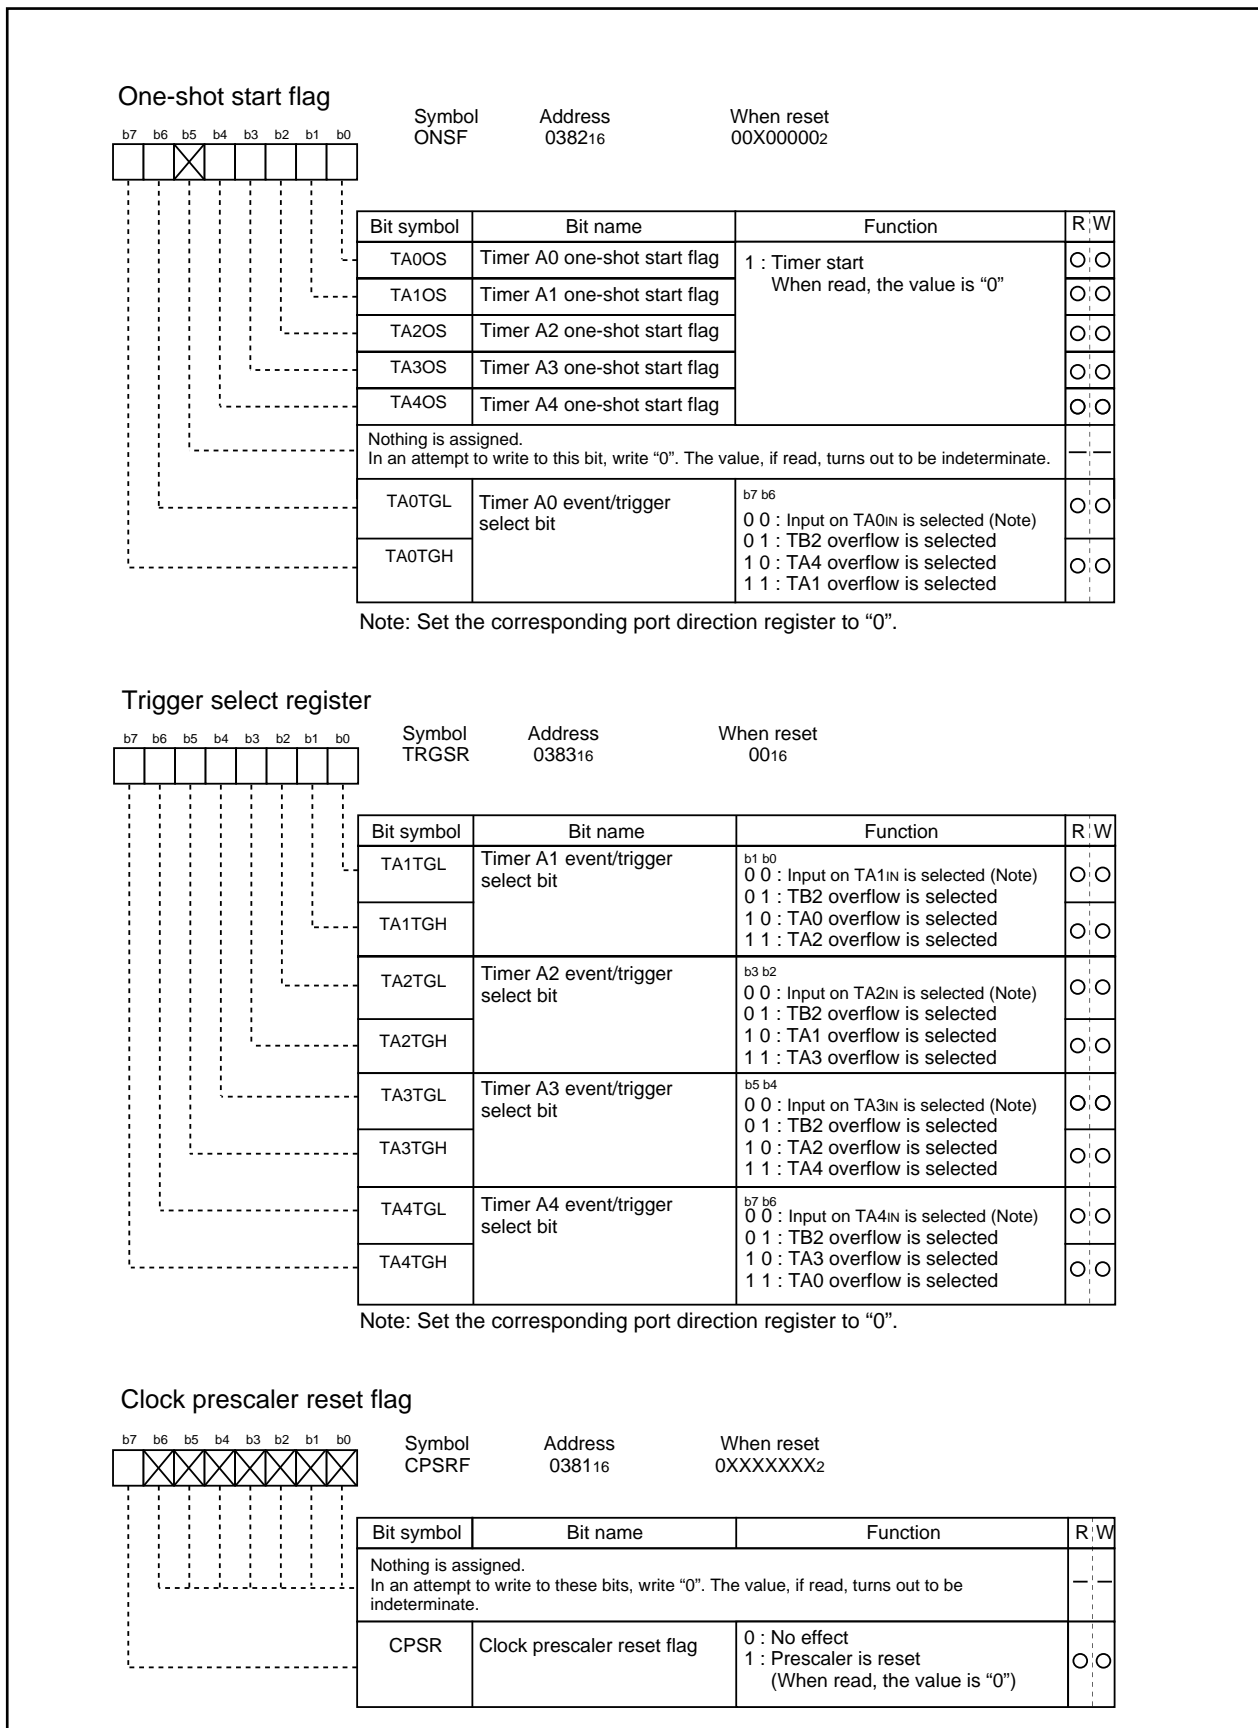 One-shot start flag
Symbol Address When reset
ONSF 038216 00X000002
b7 b6 b5 b4 b3 b2 b1 b0
Bit symbol Bit name Function R W
TA0OS Timer A0 one-shot start flag 1 : Timer start
When read, the value is “0”
TA1OS Timer A1 one-shot start flag
TA2OS Timer A2 one-shot start flag
TA3OS Timer A3 one-shot start flag
TA4OS Timer A4 one-shot start flag
Nothing is assigned.
In an attempt to write to this bit, write “0”. The value, if read, turns out to be indeterminate.
TA0TGL Timer A0 event/trigger select bit b7 b6
0 0 : Input on TA0IN is selected (Note)
0 1 : TB2 overflow is selected
TA0TGH 1 0 : TA4 overflow is selected
1 1 : TA1 overflow is selected
Note: Set the corresponding port direction register to “0”.
Trigger select register
Symbol Address When reset
TRGSR 038316 0016
b7 b6 b5 b4 b3 b2 b1 b0
Bit symbol Bit name Function R W
TA1TGL Timer A1 event/trigger select bit b1 b0
0 0 : Input on TA1IN is selected (Note)
0 1 : TB2 overflow is selected
TA1TGH 1 0 : TA0 overflow is selected
1 1 : TA2 overflow is selected
TA2TGL Timer A2 event/trigger select bit b3 b2
0 0 : Input on TA2IN is selected (Note)
0 1 : TB2 overflow is selected
TA2TGH 1 0 : TA1 overflow is selected
1 1 : TA3 overflow is selected
TA3TGL Timer A3 event/trigger select bit b5 b4
0 0 : Input on TA3IN is selected (Note)
0 1 : TB2 overflow is selected
TA3TGH 1 0 : TA2 overflow is selected
1 1 : TA4 overflow is selected
TA4TGL Timer A4 event/trigger select bit b7 b6
0 0 : Input on TA4IN is selected (Note)
0 1 : TB2 overflow is selected
TA4TGH 1 0 : TA3 overflow is selected
1 1 : TA0 overflow is selected
Note: Set the corresponding port direction register to “0”.
Clock prescaler reset flag
Symbol Address When reset
CPSRF 038116 0XXXXXXX2
b7 b6 b5 b4 b3 b2 b1 b0
Bit symbol Bit name Function R W
Nothing is assigned.
In an attempt to write to these bits, write “0”. The value, if read, turns out to be
indeterminate.
CPSR Clock prescaler reset flag 0 : No effect
1 : Prescaler is reset
(When read, the value is “0”)